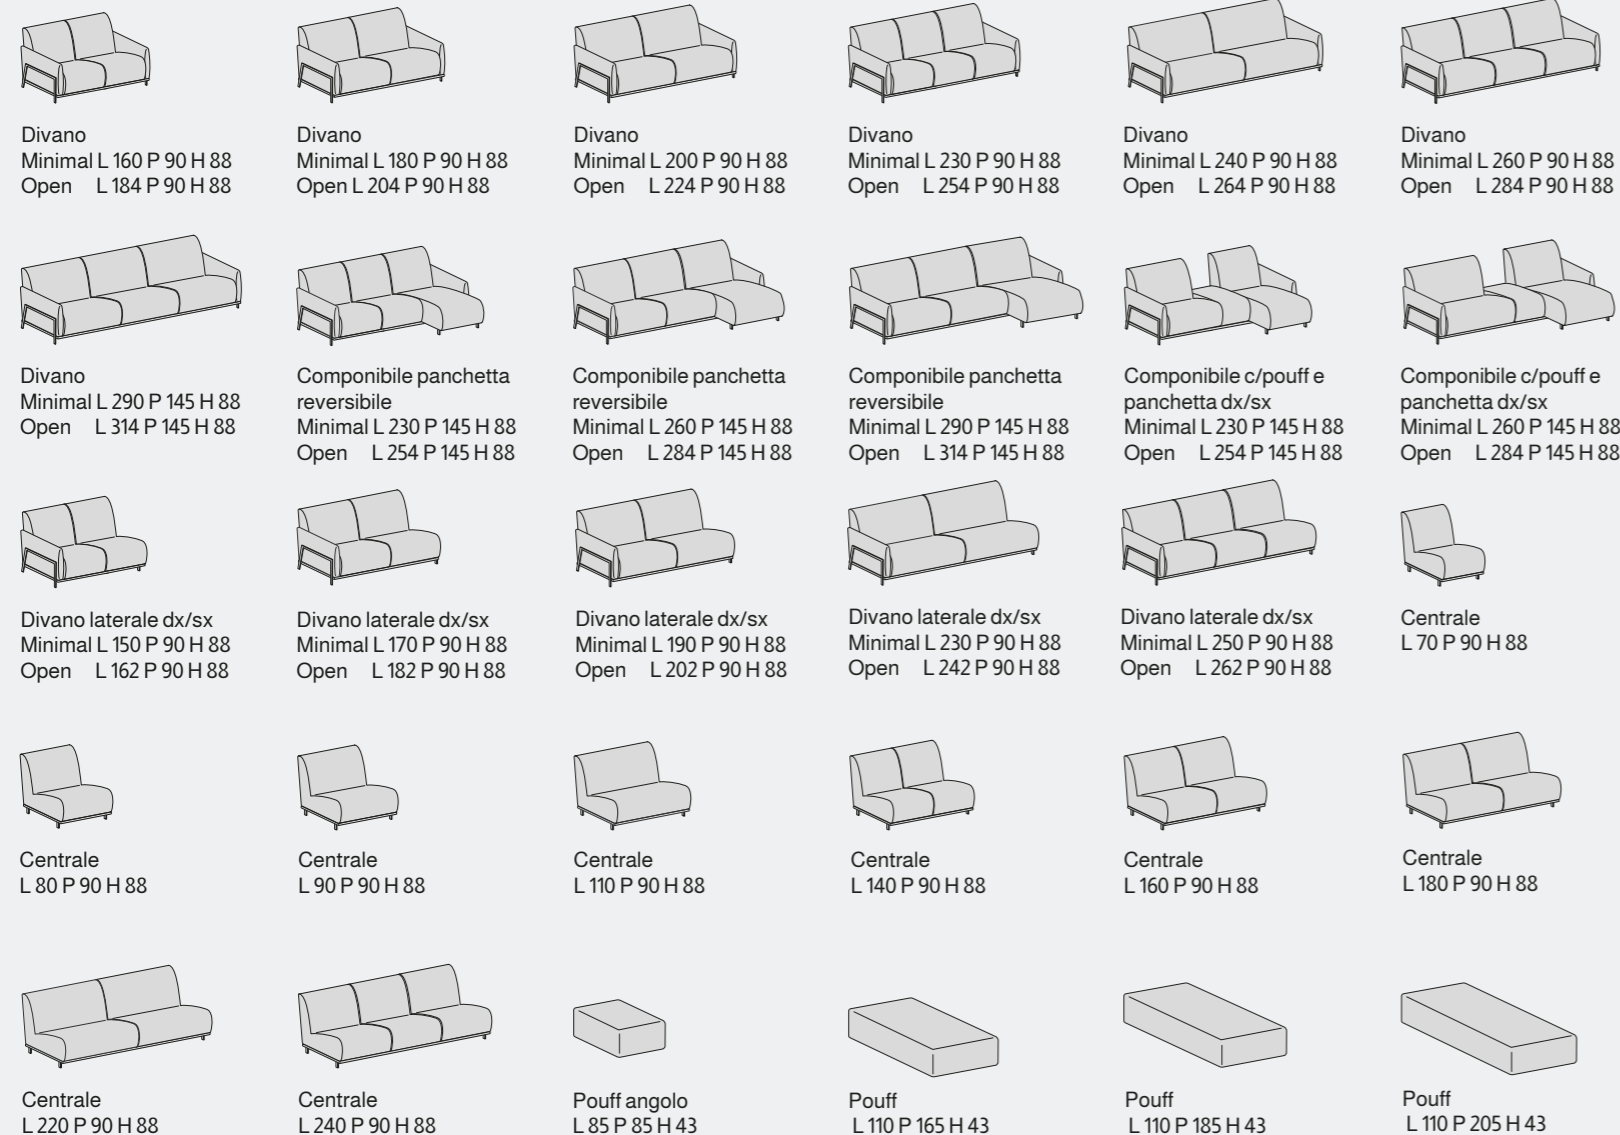 Divano
Minimal L 160 P 90 H 88
Open L 184 P 90 H 88
Divano
Minimal L 180 P 90 H 88
Open L 204 P 90 H 88
Divano
Minimal L 200 P 90 H 88
Open L 224 P 90 H 88
Divano
Minimal L 230 P 90 H 88
Open L 254 P 90 H 88
Divano
Minimal L 240 P 90 H 88
Open L 264 P 90 H 88
Divano
Minimal L 260 P 90 H 88
Open L 284 P 90 H 88
Divano
Minimal L 290 P 145 H 88
Open L 314 P 145 H 88
Componibile panchetta
reversibile
Minimal L 230 P 145 H 88
Open L 254 P 145 H 88
Componibile panchetta
reversibile
Minimal L 260 P 145 H 88
Open L 284 P 145 H 88
Componibile panchetta
reversibile
Minimal L 290 P 145 H 88
Open L 314 P 145 H 88
Componibile c/pouff e
panchetta dx/sx
Minimal L 230 P 145 H 88
Open L 254 P 145 H 88
Componibile c/pouff e
panchetta dx/sx
Minimal L 260 P 145 H 88
Open L 284 P 145 H 88
Divano laterale dx/sx
Minimal L 150 P 90 H 88
Open L 162 P 90 H 88
Divano laterale dx/sx
Minimal L 170 P 90 H 88
Open L 182 P 90 H 88
Divano laterale dx/sx
Minimal L 190 P 90 H 88
Open L 202 P 90 H 88
Divano laterale dx/sx
Minimal L 230 P 90 H 88
Open L 242 P 90 H 88
Divano laterale dx/sx
Minimal L 250 P 90 H 88
Open L 262 P 90 H 88
Centrale
L 70 P 90 H 88
Centrale
L 80 P 90 H 88
Centrale
L 90 P 90 H 88
Centrale
L 110 P 90 H 88
Centrale
L 140 P 90 H 88
Centrale
L 160 P 90 H 88
Centrale
L 180 P 90 H 88
Centrale
L 220 P 90 H 88
Centrale
L 240 P 90 H 88
Pouff angolo
L 85 P 85 H 43
Pouff
L 110 P 165 H 43
Pouff
L 110 P 185 H 43
Pouff
L 110 P 205 H 43